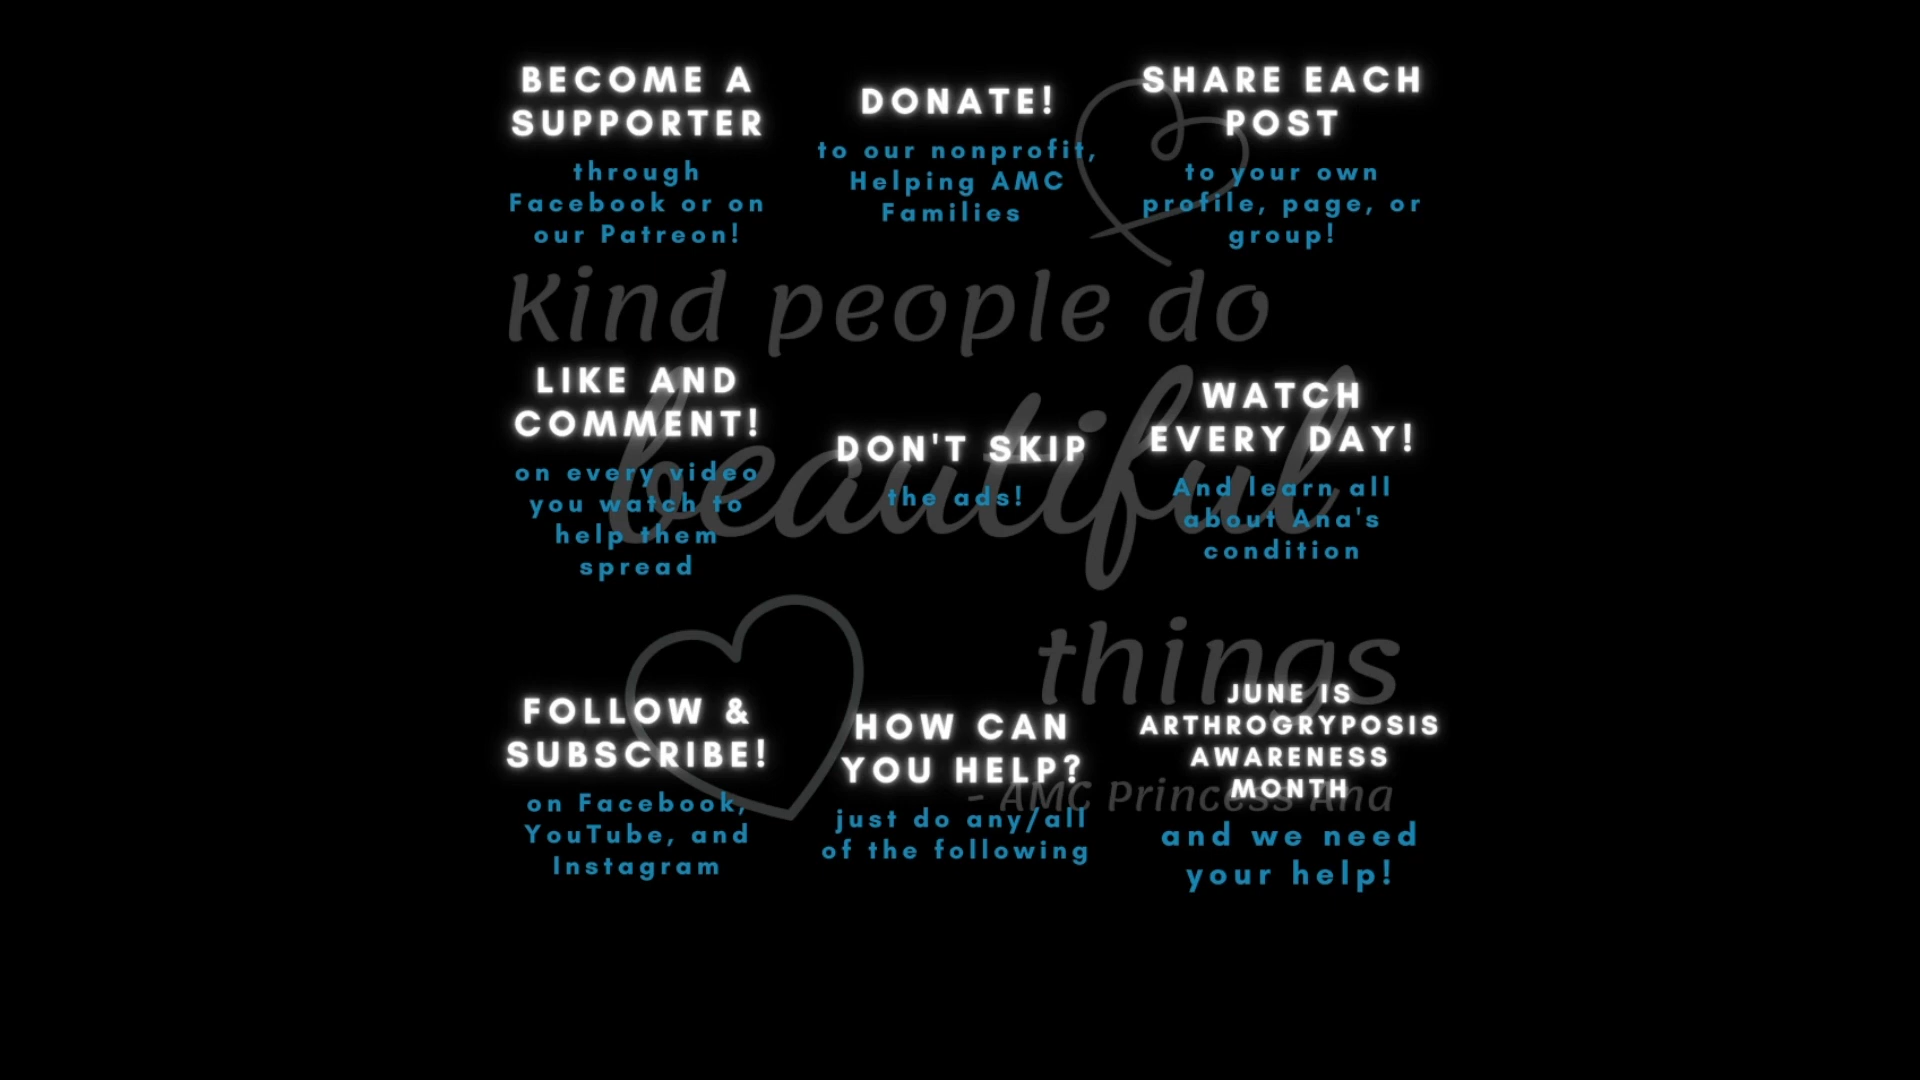 BECOME A
SUPPORTER
through
Facebook or on
our Patreon!
DONATE!
to our nonprofit,
Helping AMC
Families
SHARE EACH
POST
to your own
profile, page, or
group!
Kind people do
beautiful
things
- AMC Princess Ana
LIKE AND
COMMENT!
on every video
you watch to
help them
spread
DON'T SKIP
the ads!
WATCH
EVERY DAY!
And learn all
about Ana's
condition
FOLLOW &
SUBSCRIBE!
on Facebook,
YouTube, and
Instagram
HOW CAN
YOU HELP?
just do any/all
of the following
JUNE IS
ARTHROGRYPOSIS
AWARENESS
MONTH
and we need
your help!